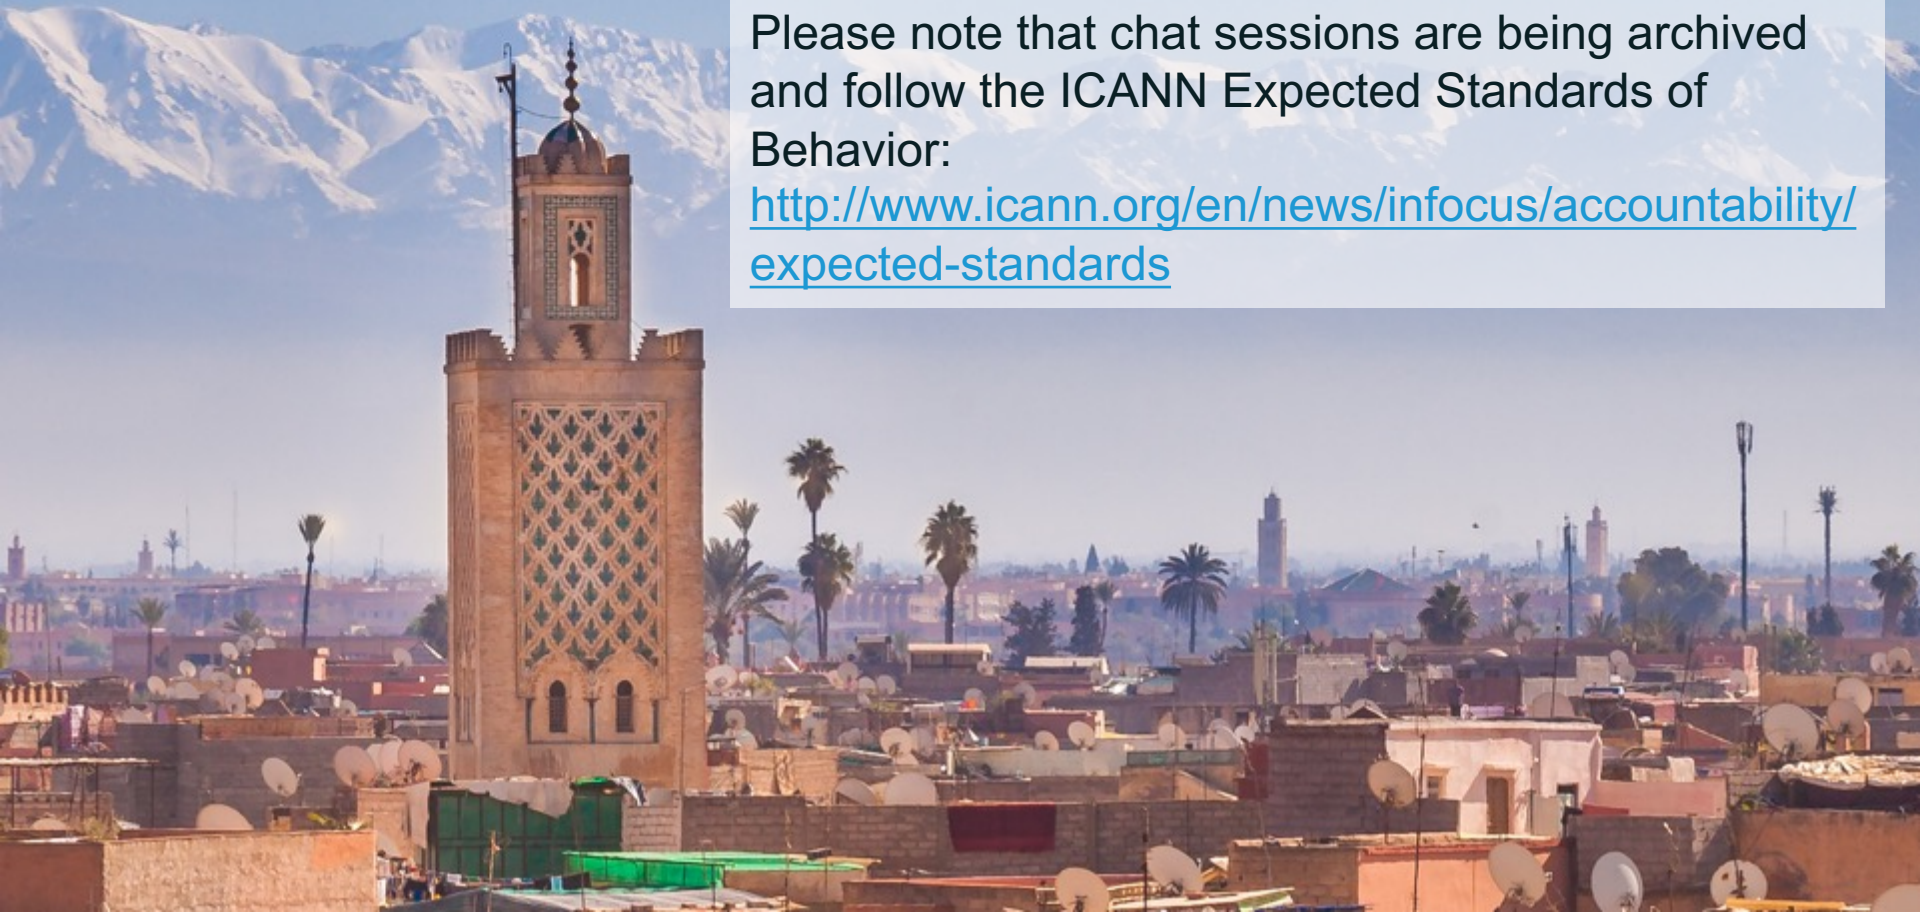 Please note that chat sessions are being archived
and follow the ICANN Expected Standards of
Behavior:
http://www.icann.org/en/news/infocus/accountability/
expected-standards